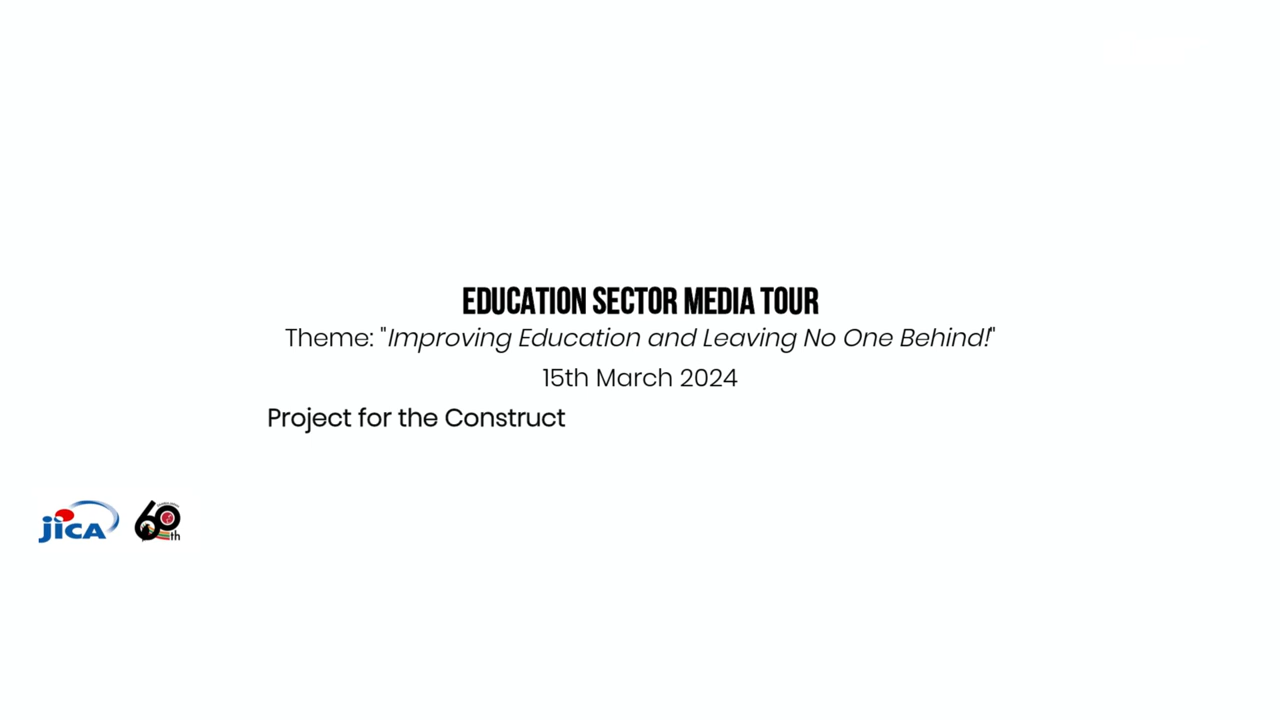 EDUCATION SECTOR MEDIA TOUR
Theme: "Improving Education and Leaving No One Behind!"
15th March 2024
Project for the Construct
jICA 60th